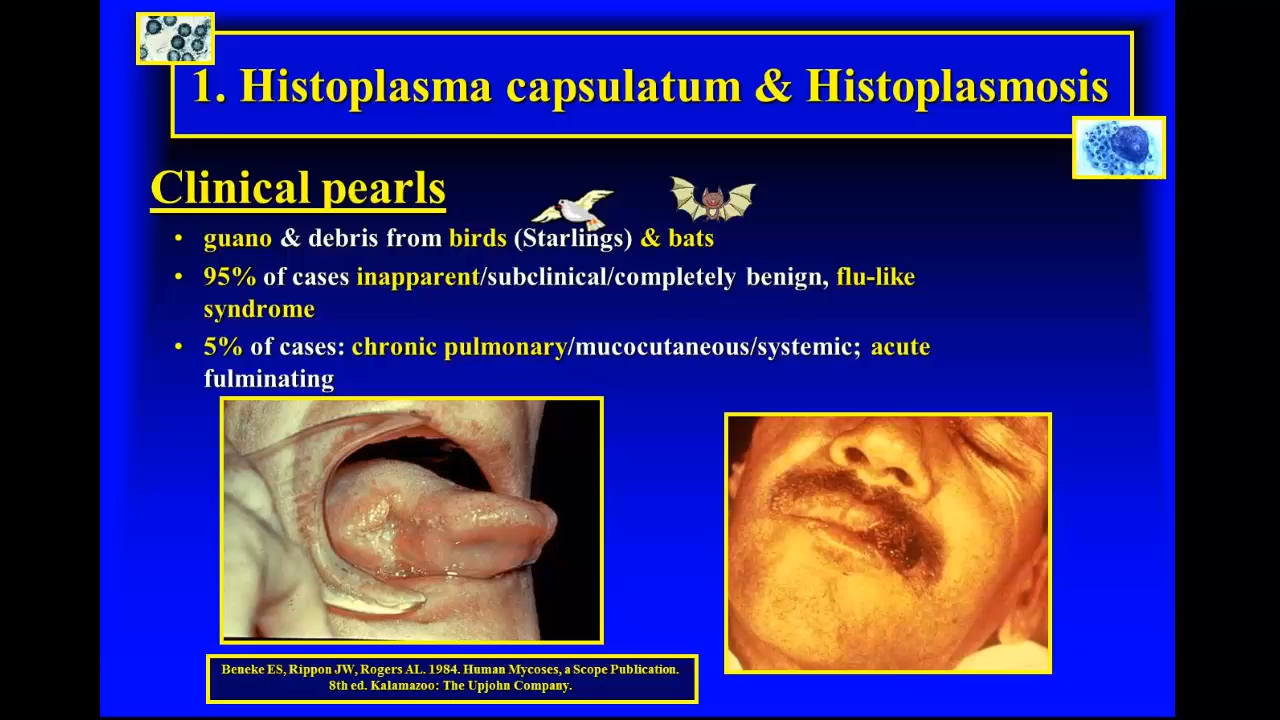 1. Histoplasma capsulatum & Histoplasmosis
Clinical pearls
• guano & debris from birds (Starlings) & bats
• 95% of cases inapparent/subclinical/completely benign, flu-like
syndrome
• 5% of cases: chronic pulmonary/mucocutaneous/systemic; acute
fulminating
Beneke ES, Rippon JW, Rogers AL. 1984. Human Mycoses, a Scope Publication.
8th ed. Kalamazoo: The Upjohn Company.